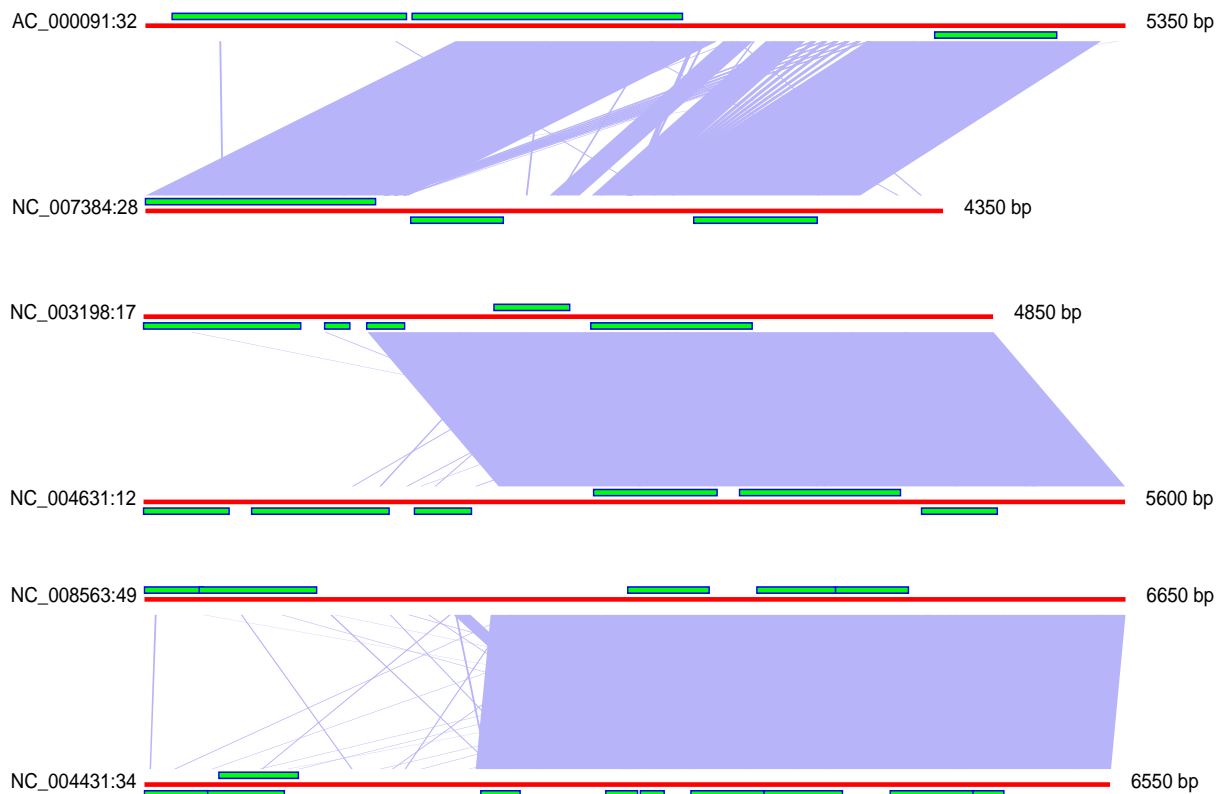 AC_000091:32 5350 bp
NC_007384:28 4350 bp
NC_003198:17 4850 bp
NC_004631:12 5600 bp
NC_008563:49 6650 bp
NC_004431:34 6550 bp